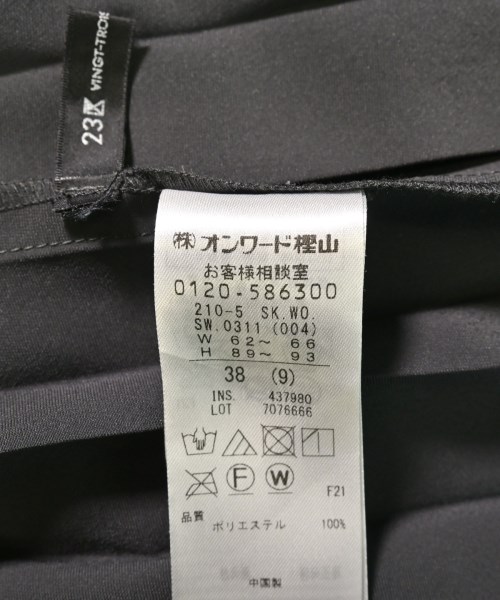 23区 VINGT-TROIS
㈱オンワード樫山
お客様相談室
0120-586300
210-5 SK.WO.
SW.0311 (004)
W 62～ 66
H 89～ 93
38 (9)
INS. 437980
LOT 7076666
F W
F21
品質
ポリエステル 100%
中国製